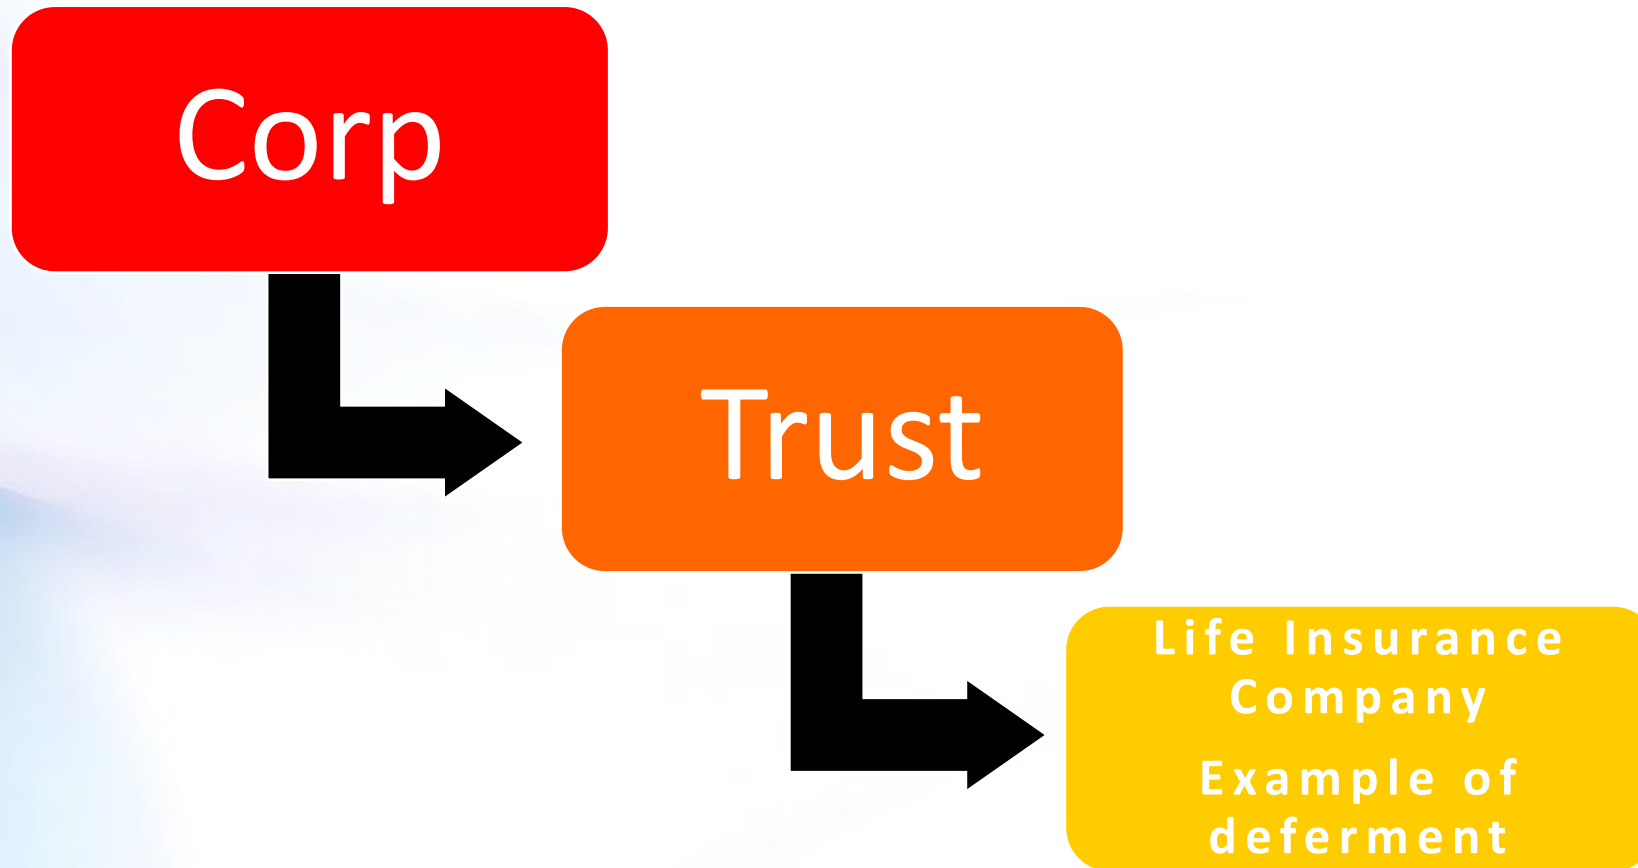 Corp
Trust
Life Insurance
Company
Example of
deferment